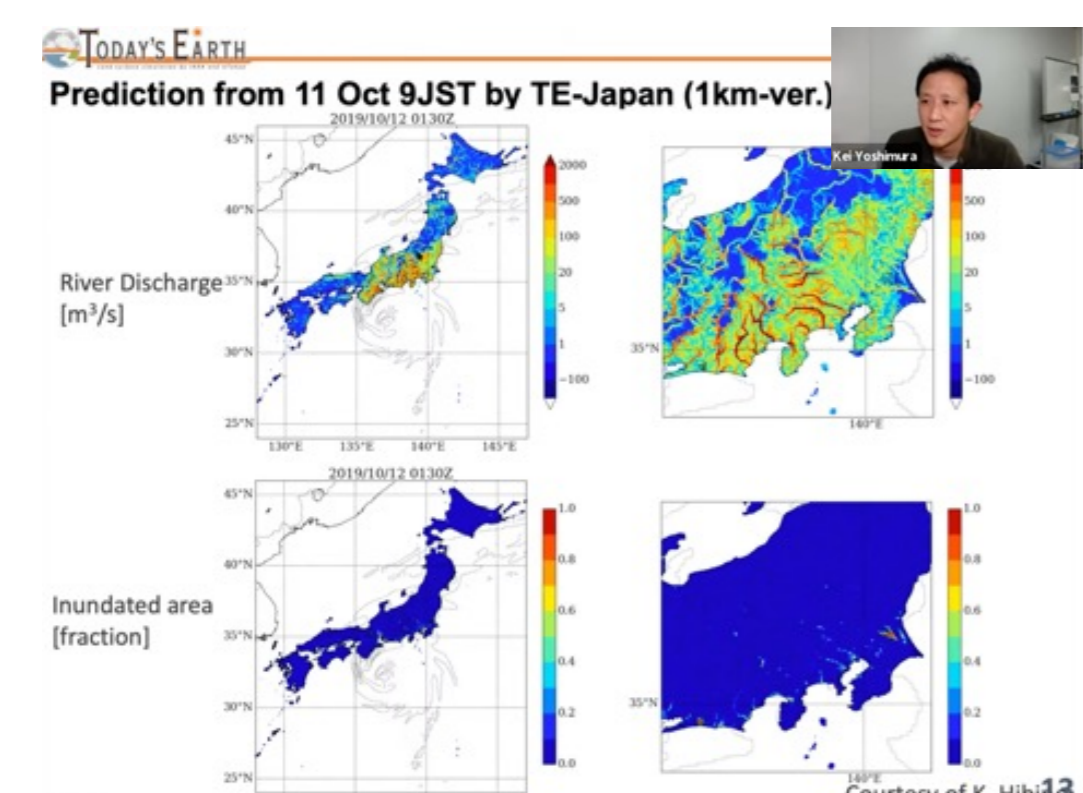 TODAY'S EARTH
Prediction from 11 Oct 9JST by TE-Japan (1km-ver.)
Kei Yoshimura
2019/10/12 0130Z
River Discharge
[m³/s]
45°N
40°N
35°N
30°N
25°N
130°E 135°E 140°E 145°E
2000
500
100
20
5
1
−100
35°N
140°E
500
100
20
5
1
−100
2019/10/12 0130Z
Inundated area
[fraction]
45°N
40°N
35°N
30°N
25°N
1.0
0.8
0.6
0.4
0.2
0.0
35°N
140°E
1.0
0.8
0.6
0.4
0.2
0.0
Courtesy of K.
13